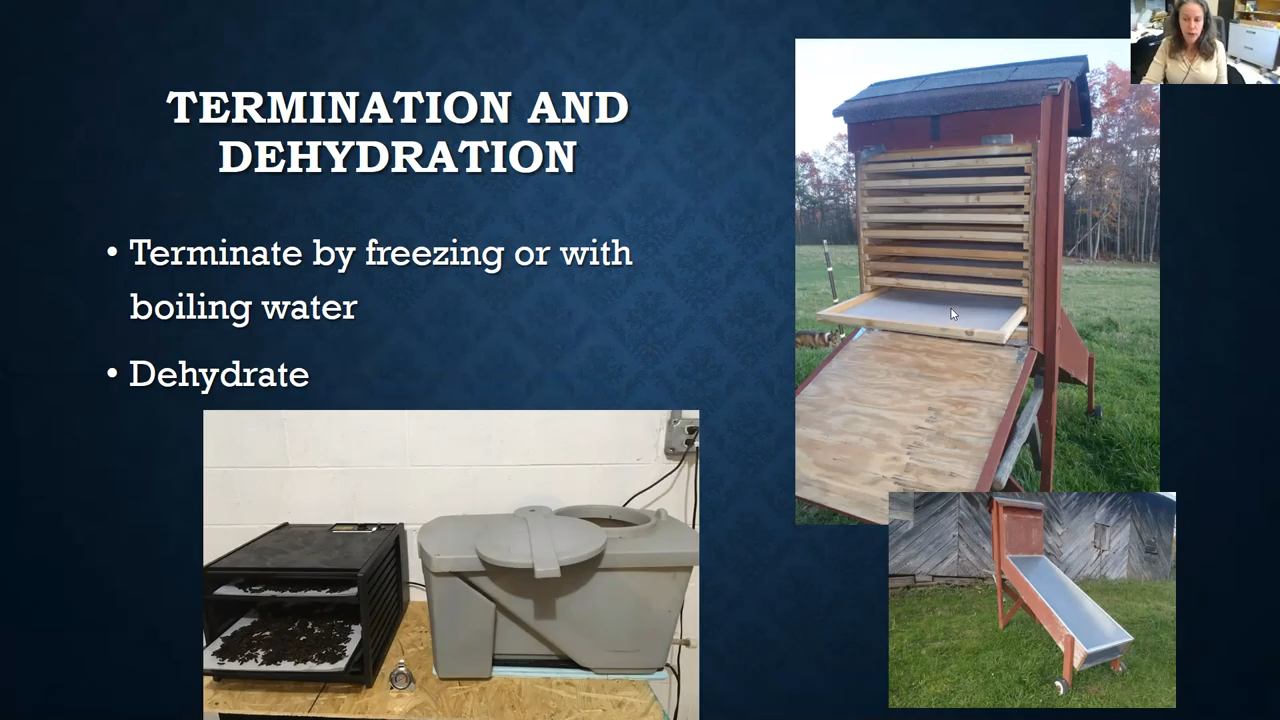 TERMINATION AND
DEHYDRATION
• Terminate by freezing or with
boiling water
• Dehydrate